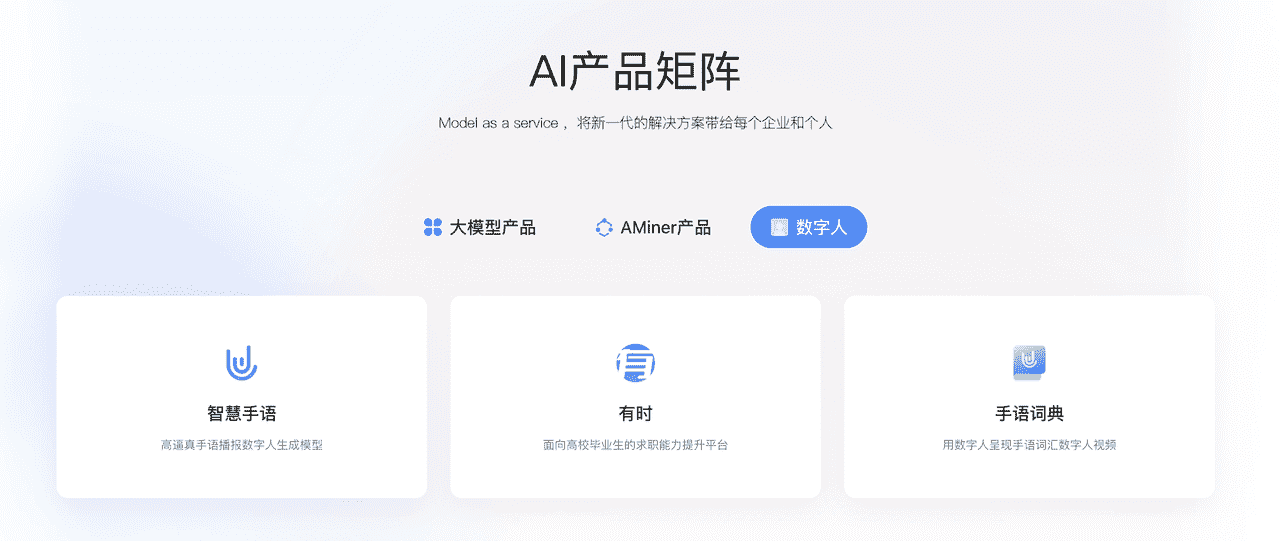 AI产品矩阵
Model as a service ，将新一代的解决方案带给每个企业和个人
大模型产品 AMiner产品 数字人
智慧手语
高逼真手语播报数字人生成模型
有时
面向高校毕业生的求职能力提升平台
手语词典
用数字人呈现手语词汇数字人视频